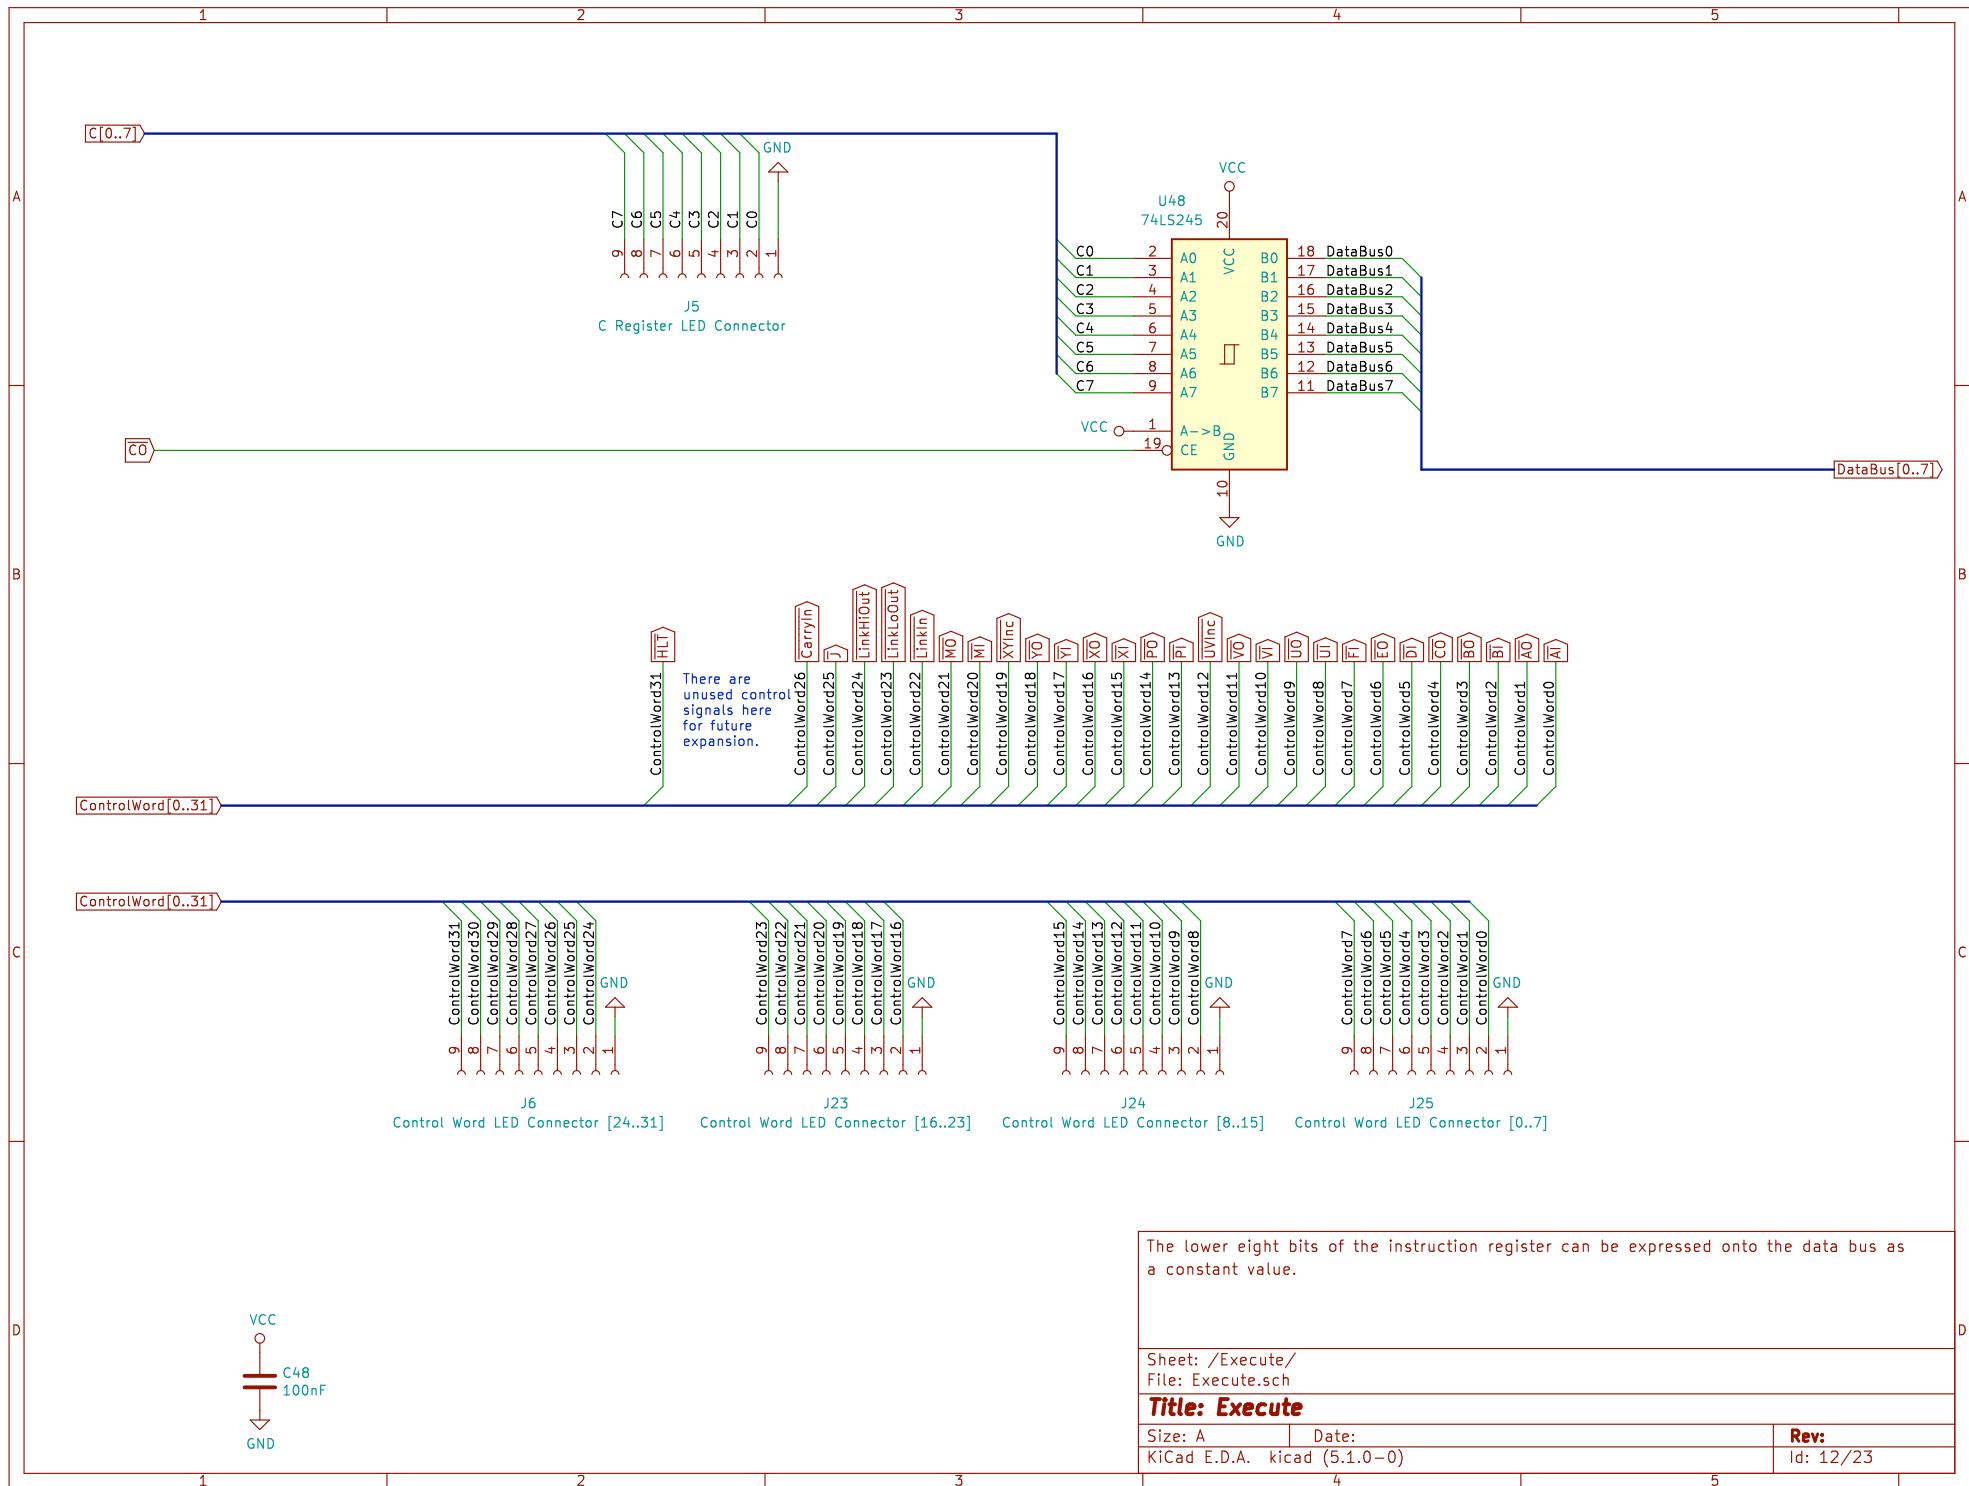 1 2 3 4 5
A
B
C
D
A
B
C
D
C[0..7]
GND
C7 C6 C5 C4 C3 C2 C1 C0
9 8 7 6 5 4 3 2 1
J5
C Register LED Connector
VCC
U48
74LS245
20
VCC
C0 2 A0 B0 18 DataBus0
C1 3 A1 B1 17 DataBus1
C2 4 A2 B2 16 DataBus2
C3 5 A3 B3 15 DataBus3
C4 6 A4 B4 14 DataBus4
C5 7 A5 B5 13 DataBus5
C6 8 A6 B6 12 DataBus6
C7 9 A7 B7 11 DataBus7
VCC 1 A->B
CO 19 CE
GND
10
GND
DataBus[0..7]
HLT CarryIn J LinkHiOut LinkLoOut LinkIn MO MI XYInc YO YI XO XI PO PI UVInc VO VI UO UI FI EO DI CO BO BI AO AI
ControlWord31 ControlWord26 ControlWord25 ControlWord24 ControlWord23 ControlWord22 ControlWord21 ControlWord20 ControlWord19 ControlWord18 ControlWord17 ControlWord16 ControlWord15 ControlWord14 ControlWord13 ControlWord12 ControlWord11 ControlWord10 ControlWord9 ControlWord8 ControlWord7 ControlWord6 ControlWord5 ControlWord4 ControlWord3 ControlWord2 ControlWord1 ControlWord0
There are
unused control
signals here
for future
expansion.
ControlWord[0..31]
ControlWord[0..31]
ControlWord31 ControlWord30 ControlWord29 ControlWord28 ControlWord27 ControlWord26 ControlWord25 ControlWord24
GND
9 8 7 6 5 4 3 2 1
J6
Control Word LED Connector [24..31]
ControlWord23 ControlWord22 ControlWord21 ControlWord20 ControlWord19 ControlWord18 ControlWord17 ControlWord16
GND
9 8 7 6 5 4 3 2 1
J23
Control Word LED Connector [16..23]
ControlWord15 ControlWord14 ControlWord13 ControlWord12 ControlWord11 ControlWord10 ControlWord9 ControlWord8
GND
9 8 7 6 5 4 3 2 1
J24
Control Word LED Connector [8..15]
ControlWord7 ControlWord6 ControlWord5 ControlWord4 ControlWord3 ControlWord2 ControlWord1 ControlWord0
GND
9 8 7 6 5 4 3 2 1
J25
Control Word LED Connector [0..7]
VCC
C48
100nF
GND
The lower eight bits of the instruction register can be expressed onto the data bus as
a constant value.
Sheet: /Execute/
File: Execute.sch
Title: Execute
Size: A Date: Rev:
KiCad E.D.A. kicad (5.1.0-0) Id: 12/23
1 2 3 4 5